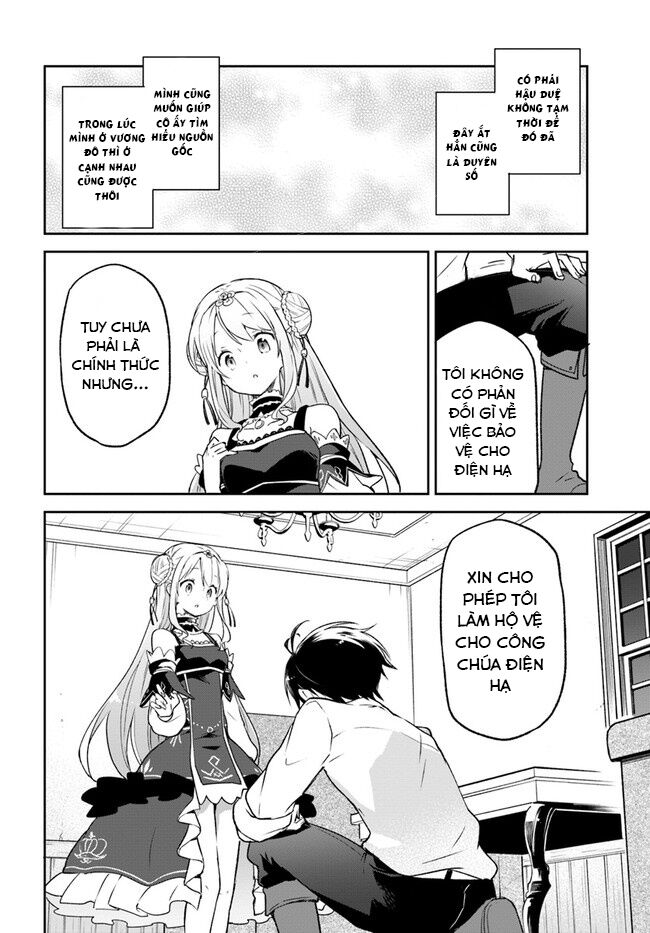 CÓ PHẢI
HẬU DUỆ
KHÔNG TẠM
THỜI ĐỂ
ĐÓ ĐÃ
ĐÂY ẮT
HẲN CŨNG
LÀ DUYÊN
SỐ
MÌNH CŨNG
MUỐN GIÚP
CÔ ẤY TÌM
HIỂU NGUỒN
GỐC
TRONG LÚC
MÌNH Ở VƯƠNG
ĐÔ THÌ Ở
CẠNH NHAU
CŨNG ĐƯỢC
THÔI
TÔI KHÔNG
CÓ PHẢN
ĐỐI GÌ VỀ
VIỆC BẢO
VỆ CHO
ĐIỆN HẠ
TUY CHƯA
PHẢI LÀ
CHÍNH THỨC
NHƯNG...
XIN CHO
PHÉP TÔI
LÀM HỘ VỆ
CHO CÔNG
CHÚA ĐIỆN
HẠ